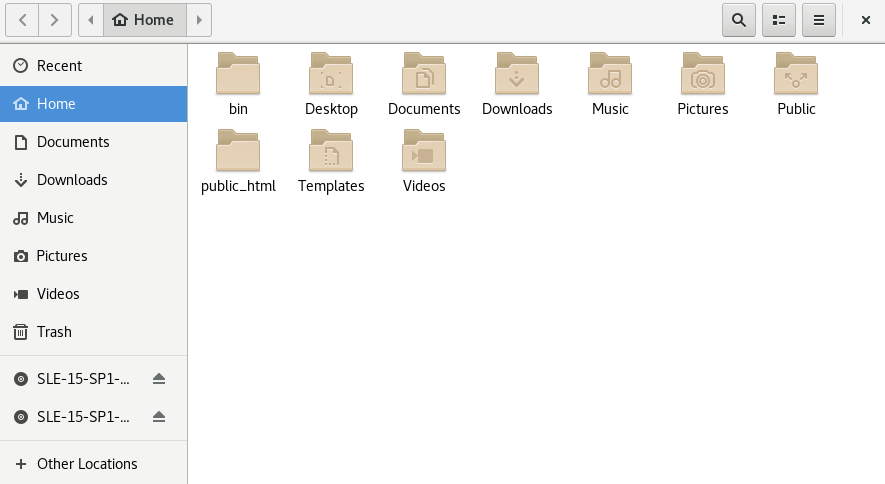 Home
Recent
Home
Documents
Downloads
Music
Pictures
Videos
Trash
SLE-15-SP1-...
SLE-15-SP1-...
Other Locations
bin
Desktop
Documents
Downloads
Music
Pictures
Public
public_html
Templates
Videos